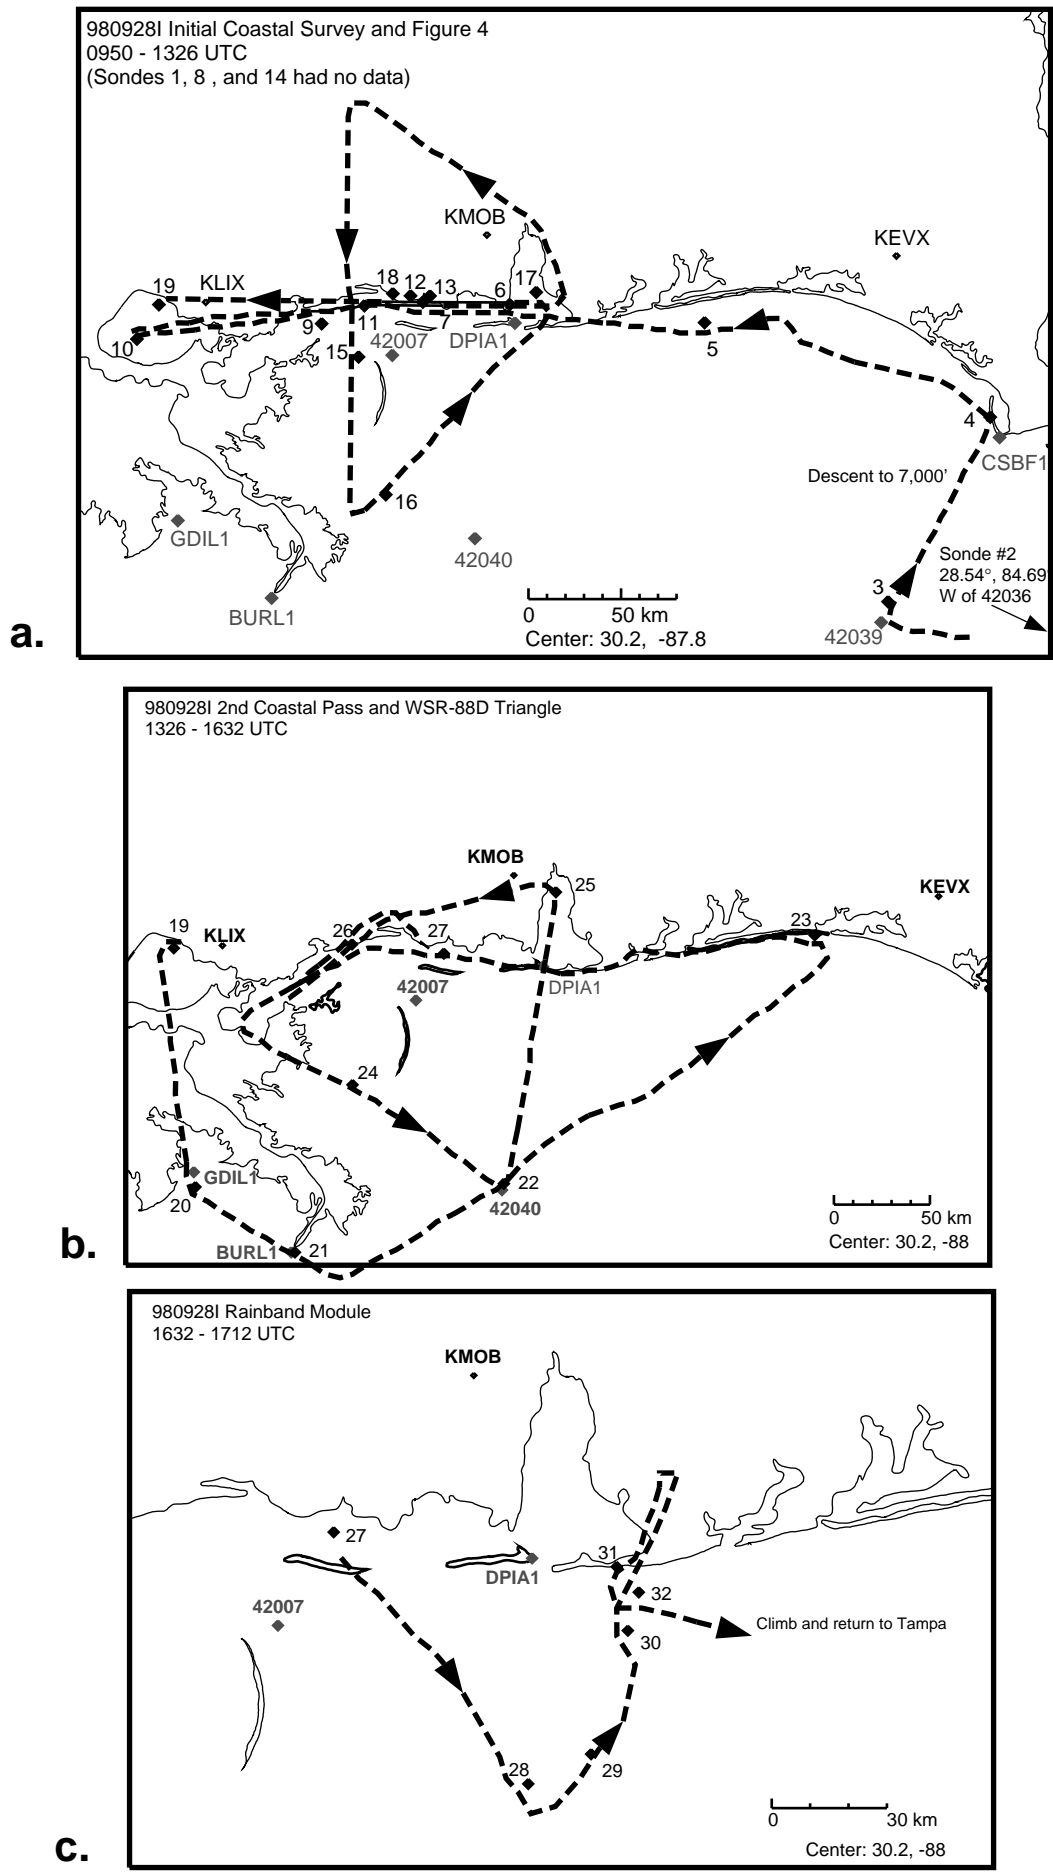 980928I Initial Coastal Survey and Figure 4
0950 - 1326 UTC
(Sondes 1, 8 , and 14 had no data)
KMOB
KEVX
19
KLIX
18
12
13
6
17
9
11
7
10
42007
DPIA1
5
15
4
CSBF1
Descent to 7,000'
16
GDIL1
42040
Sonde #2
28.54°, 84.69°
W of 42036
3
BURL1
0 50 km
Center: 30.2, -87.8
42039
a.
980928I 2nd Coastal Pass and WSR-88D Triangle
1326 - 1632 UTC
KMOB
25
KEVX
19
KLIX
26
27
23
42007
DPIA1
24
GDIL1
22
20
42040
0 50 km
Center: 30.2, -88
BURL1
21
b.
980928I Rainband Module
1632 - 1712 UTC
KMOB
27
31
DPIA1
32
42007
Climb and return to Tampa
30
28
29
0 30 km
Center: 30.2, -88
c.